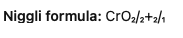 Niggli formula: CrO₂/₂+₂/₁